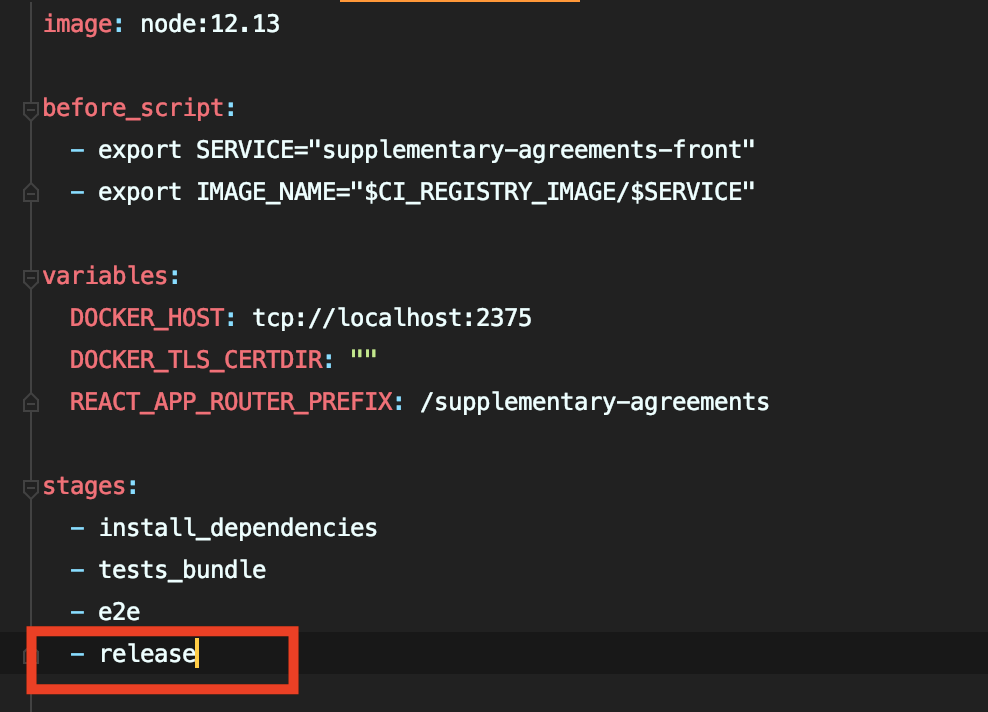 image: node:12.13
before_script:
- export SERVICE="supplementary-agreements-front"
- export IMAGE_NAME="$CI_REGISTRY_IMAGE/$SERVICE"
variables:
DOCKER_HOST: tcp://localhost:2375
DOCKER_TLS_CERTDIR: ""
REACT_APP_ROUTER_PREFIX: /supplementary-agreements
stages:
- install_dependencies
- tests_bundle
- e2e
- release